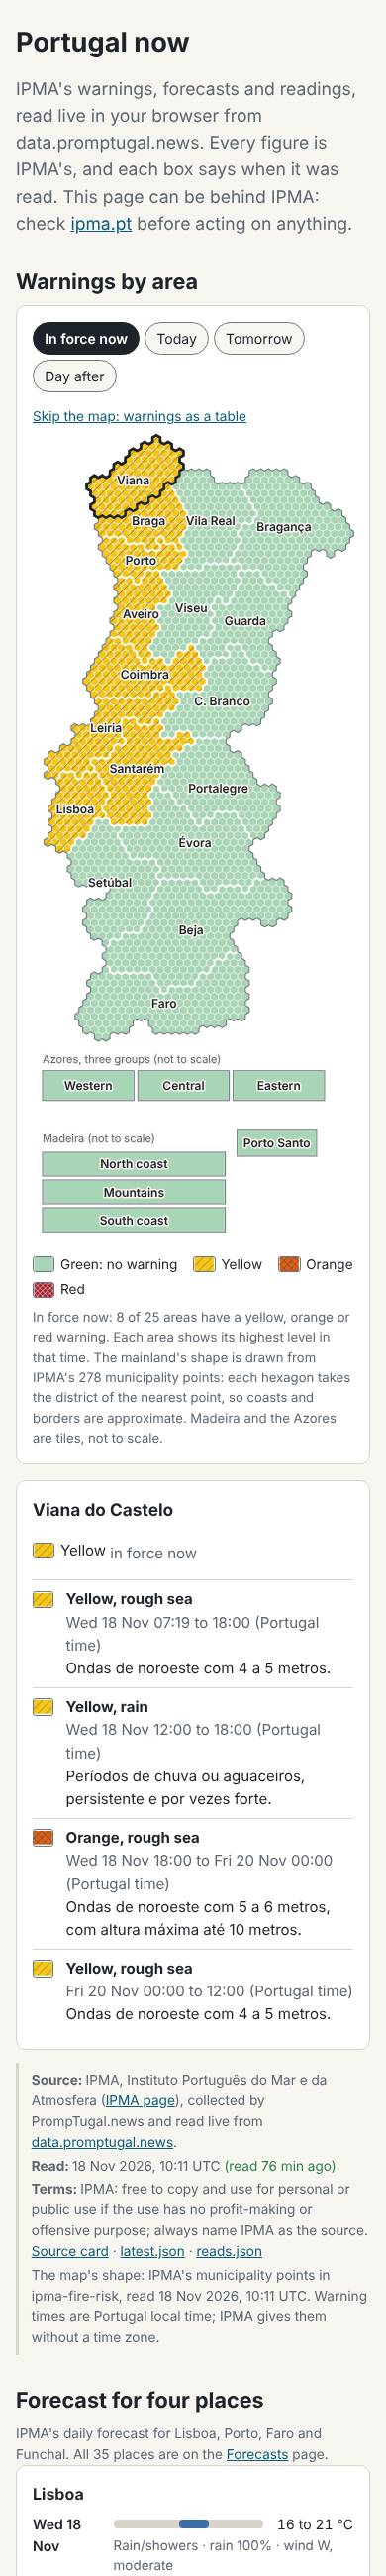 Portugal now
IPMA's warnings, forecasts and readings,
read live in your browser from
data.promptugal.news. Every figure is
IPMA's, and each box says when it was
read. This page can be behind IPMA:
check ipma.pt before acting on anything.
Warnings by area
In force now
Today
Tomorrow
Day after
Skip the map: warnings as a table
Viana
Braga
Vila Real
Bragança
Porto
Aveiro
Viseu
Guarda
Coimbra
C. Branco
Leiria
Santarém
Portalegre
Lisboa
Évora
Setúbal
Beja
Faro
Azores, three groups (not to scale)
Western
Central
Eastern
Madeira (not to scale)
Porto Santo
North coast
Mountains
South coast
Green: no warning
Yellow
Orange
Red
In force now: 8 of 25 areas have a yellow, orange or
red warning. Each area shows its highest level in
that time. The mainland's shape is drawn from
IPMA's 278 municipality points: each hexagon takes
the district of the nearest point, so coasts and
borders are approximate. Madeira and the Azores
are tiles, not to scale.
Viana do Castelo
Yellow in force now
Yellow, rough sea
Wed 18 Nov 07:19 to 18:00 (Portugal
time)
Ondas de noroeste com 4 a 5 metros.
Yellow, rain
Wed 18 Nov 12:00 to 18:00 (Portugal
time)
Períodos de chuva ou aguaceiros,
persistente e por vezes forte.
Orange, rough sea
Wed 18 Nov 18:00 to Fri 20 Nov 00:00
(Portugal time)
Ondas de noroeste com 5 a 6 metros,
com altura máxima até 10 metros.
Yellow, rough sea
Fri 20 Nov 00:00 to 12:00 (Portugal time)
Ondas de noroeste com 4 a 5 metros.
Source: IPMA, Instituto Português do Mar e da
Atmosfera (IPMA page), collected by
PrompTugal.news and read live from
data.promptugal.news.
Read: 18 Nov 2026, 10:11 UTC (read 76 min ago)
Terms: IPMA: free to copy and use for personal or
public use if the use has no profit-making or
offensive purpose; always name IPMA as the source.
Source card · latest.json · reads.json
The map's shape: IPMA's municipality points in
ipma-fire-risk, read 18 Nov 2026, 10:11 UTC. Warning
times are Portugal local time; IPMA gives them
without a time zone.
Forecast for four places
IPMA's daily forecast for Lisboa, Porto, Faro and
Funchal. All 35 places are on the Forecasts page.
Lisboa
Wed 18
Nov
16 to 21 °C
Rain/showers · rain 100% · wind W,
moderate